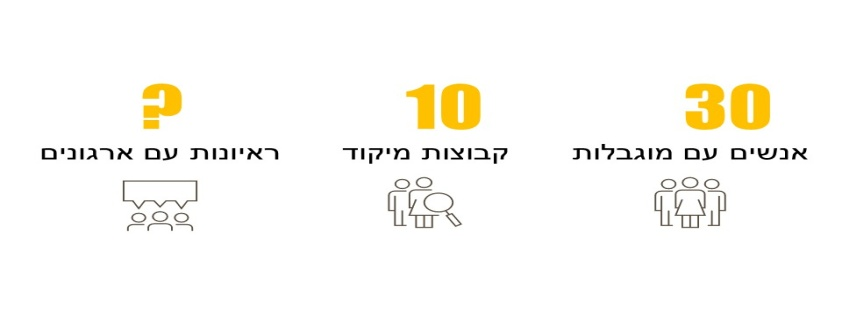 30
אנשים עם מוגבלות
10
קבוצות מיקוד
?
ראיונות עם ארגונים